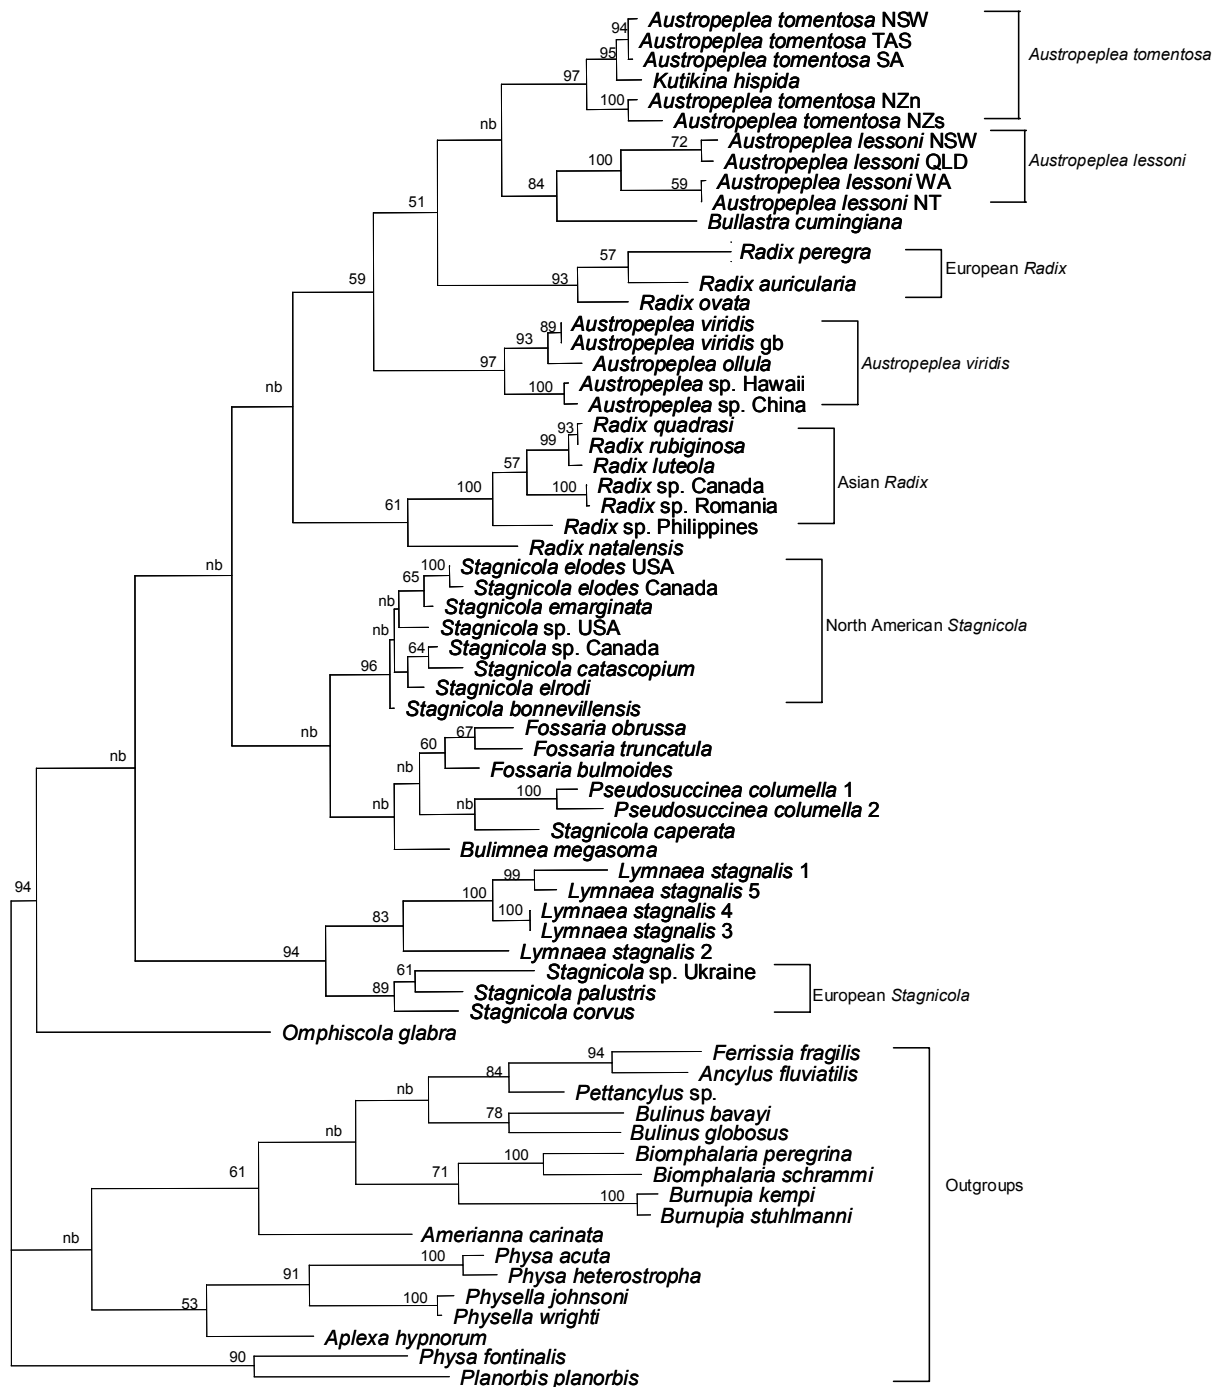 94
Austropeplea tomentosa NSW
Austropeplea tomentosa TAS
Austropeplea tomentosa
95
Austropeplea tomentosa SA
97
Kutikina hispida
100
Austropeplea tomentosa NZn
Austropeplea tomentosa NZs
nb
72
Austropeplea lessoni NSW
100
Austropeplea lessoni QLD
Austropeplea lessoni
84
59
Austropeplea lessoni WA
Austropeplea lessoni NT
51
Bullastra cumingiana
57
Radix peregra
European Radix
59
93
Radix auricularia
Radix ovata
89
Austropeplea viridis
93
Austropeplea viridis gb
97
Austropeplea ollula
Austropeplea viridis
nb
100
Austropeplea sp. Hawaii
Austropeplea sp. China
93
Radix quadrasi
99
Radix rubiginosa
57
Radix luteola
100
100
Radix sp. Canada
Asian Radix
61
Radix sp. Romania
Radix sp. Philippines
Radix natalensis
nb
100
Stagnicola elodes USA
65
Stagnicola elodes Canada
nb
Stagnicola emarginata
nb
Stagnicola sp. USA
North American Stagnicola
64
Stagnicola sp. Canada
96
Stagnicola catascopium
Stagnicola elrodi
Stagnicola bonnevillensis
nb
67
Fossaria obrussa
60
Fossaria truncatula
nb
nb
Fossaria bulmoides
100
Pseudosuccinea columella 1
nb
nb
Pseudosuccinea columella 2
Stagnicola caperata
Bulimnea megasoma
94
99
Lymnaea stagnalis 1
100
Lymnaea stagnalis 5
83
100
Lymnaea stagnalis 4
Lymnaea stagnalis 3
94
Lymnaea stagnalis 2
61
Stagnicola sp. Ukraine
89
Stagnicola palustris
European Stagnicola
Stagnicola corvus
Omphiscola glabra
94
Ferrissia fragilis
84
Ancylus fluviatilis
nb
Pettancylus sp.
78
Bulinus bavayi
nb
Bulinus globosus
100
Biomphalaria peregrina
61
71
Biomphalaria schrammi
Outgroups
100
Burnupia kempi
Burnupia stuhlmanni
nb
Amerianna carinata
100
Physa acuta
91
Physa heterostropha
53
100
Physella johnsoni
Physella wrighti
Aplexa hypnorum
90
Physa fontinalis
Planorbis planorbis